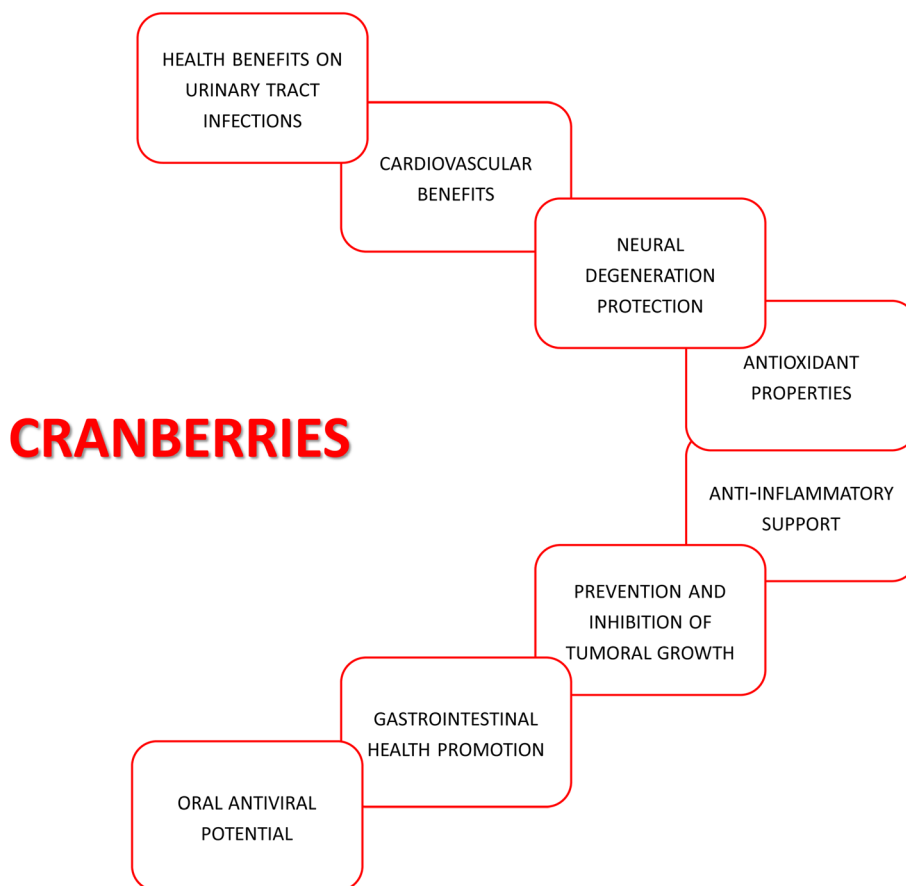 HEALTH BENEFITS ON
URINARY TRACT
INFECTIONS
CARDIOVASCULAR
BENEFITS
NEURAL
DEGENERATION
PROTECTION
ANTIOXIDANT
PROPERTIES
CRANBERRIES
ANTI-INFLAMMATORY
SUPPORT
PREVENTION AND
INHIBITION OF
TUMORAL GROWTH
GASTROINTESTINAL
HEALTH PROMOTION
ORAL ANTIVIRAL
POTENTIAL